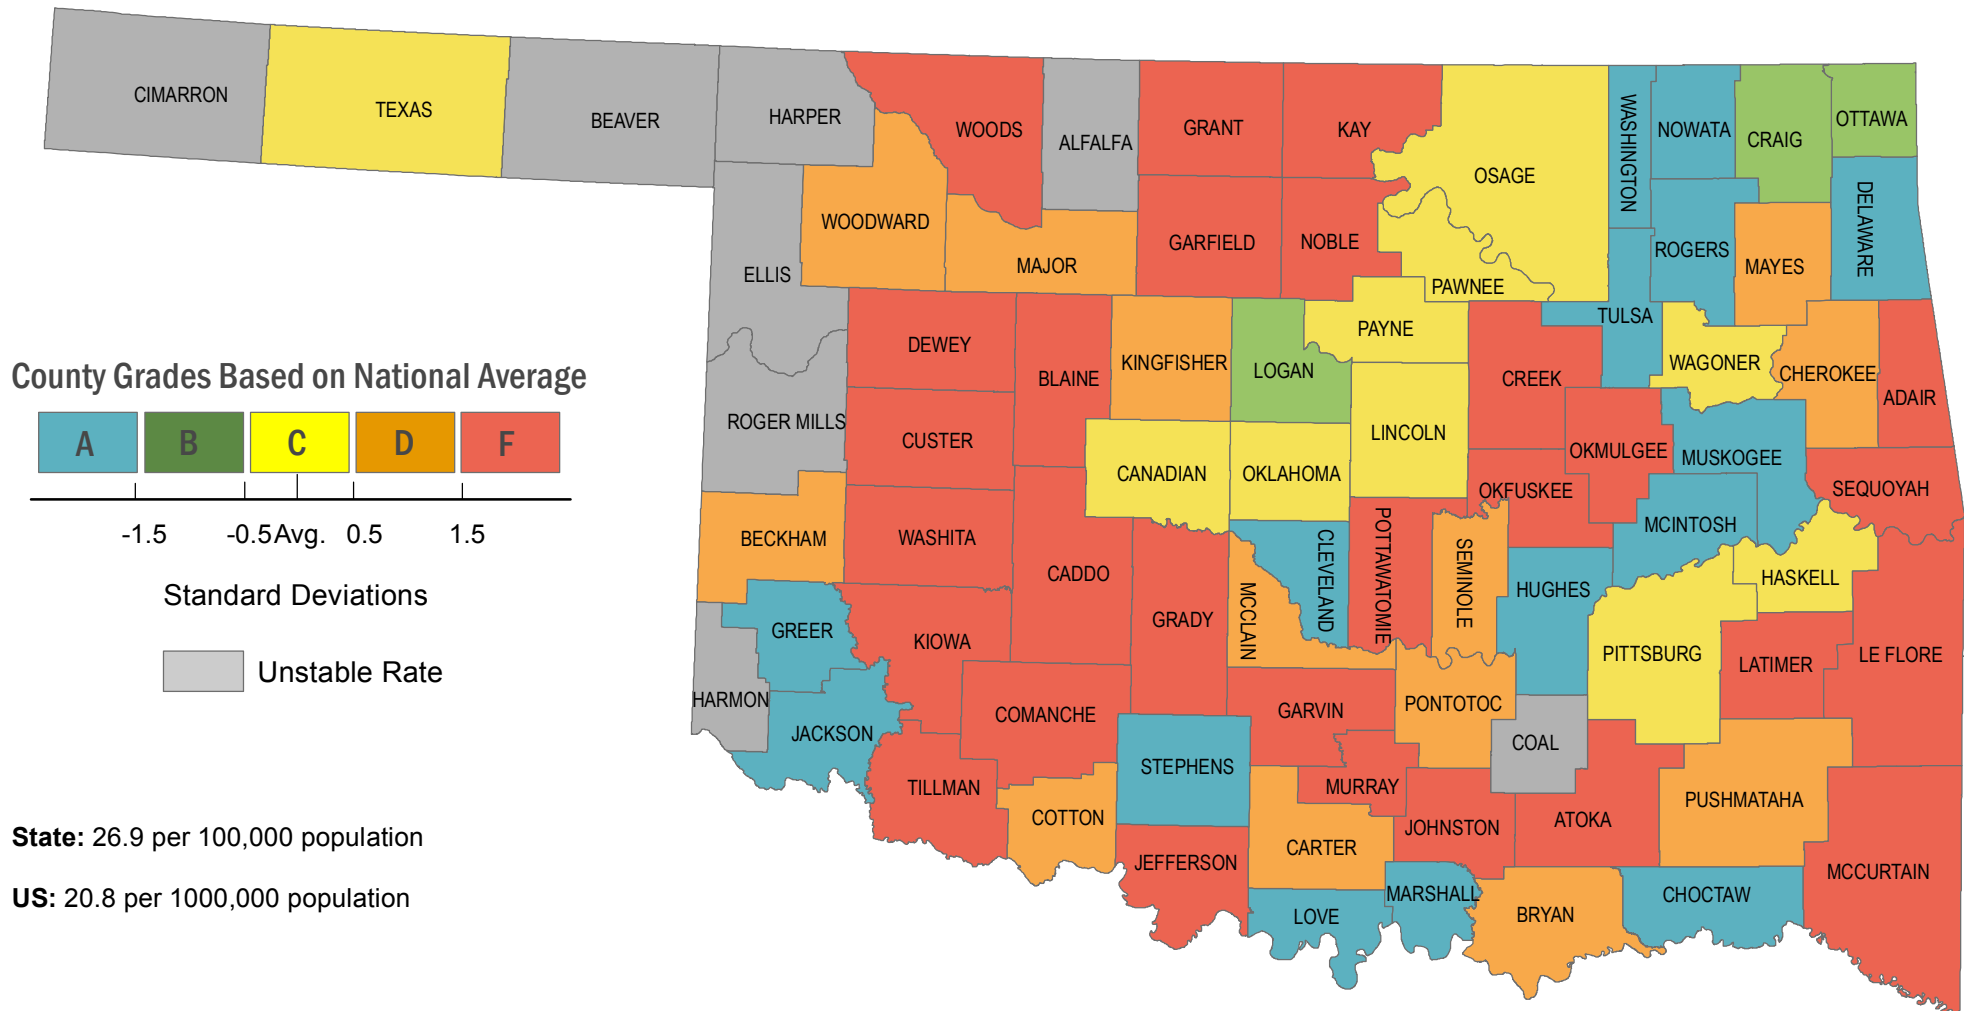 CIMARRON
TEXAS
BEAVER
HARPER
WOODS
ALFALFA
GRANT
KAY
OSAGE
WASHINGTON
NOWATA
CRAIG
OTTAWA
DELAWARE
WOODWARD
MAJOR
GARFIELD
NOBLE
PAWNEE
ROGERS
MAYES
ELLIS
DEWEY
BLAINE
KINGFISHER
LOGAN
PAYNE
CREEK
TULSA
WAGONER
CHEROKEE
ADAIR
County Grades Based on National Average
A B C D F
-1.5 -0.5 Avg. 0.5 1.5
Standard Deviations
Unstable Rate
ROGER MILLS
CUSTER
CANADIAN
OKLAHOMA
LINCOLN
OKMULGEE
MUSKOGEE
OKFUSKEE
SEQUOYAH
BECKHAM
WASHITA
CADDO
GRADY
MCCLAIN
CLEVELAND
POTTAWATOMIE
SEMINOLE
HUGHES
MCINTOSH
HASKELL
GREER
KIOWA
PITTSBURG
LATIMER
LE FLORE
HARMON
JACKSON
COMANCHE
GARVIN
PONTOTOC
COAL
STEPHENS
TILLMAN
COTTON
MURRAY
JOHNSTON
ATOKA
PUSHMATAHA
CARTER
JEFFERSON
LOVE
MARSHALL
BRYAN
CHOCTAW
MCCURTAIN
State: 26.9 per 100,000 population
US: 20.8 per 1000,000 population